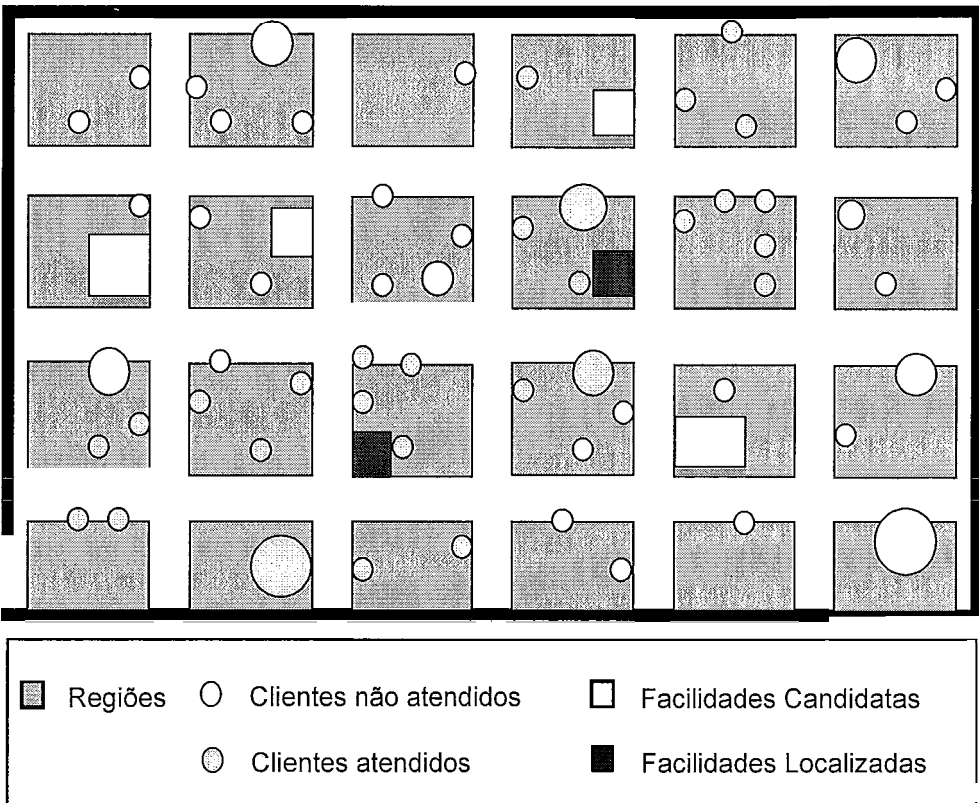 Regiões Clientes não atendidos Facilidades Candidatas
Clientes atendidos Facilidades Localizadas